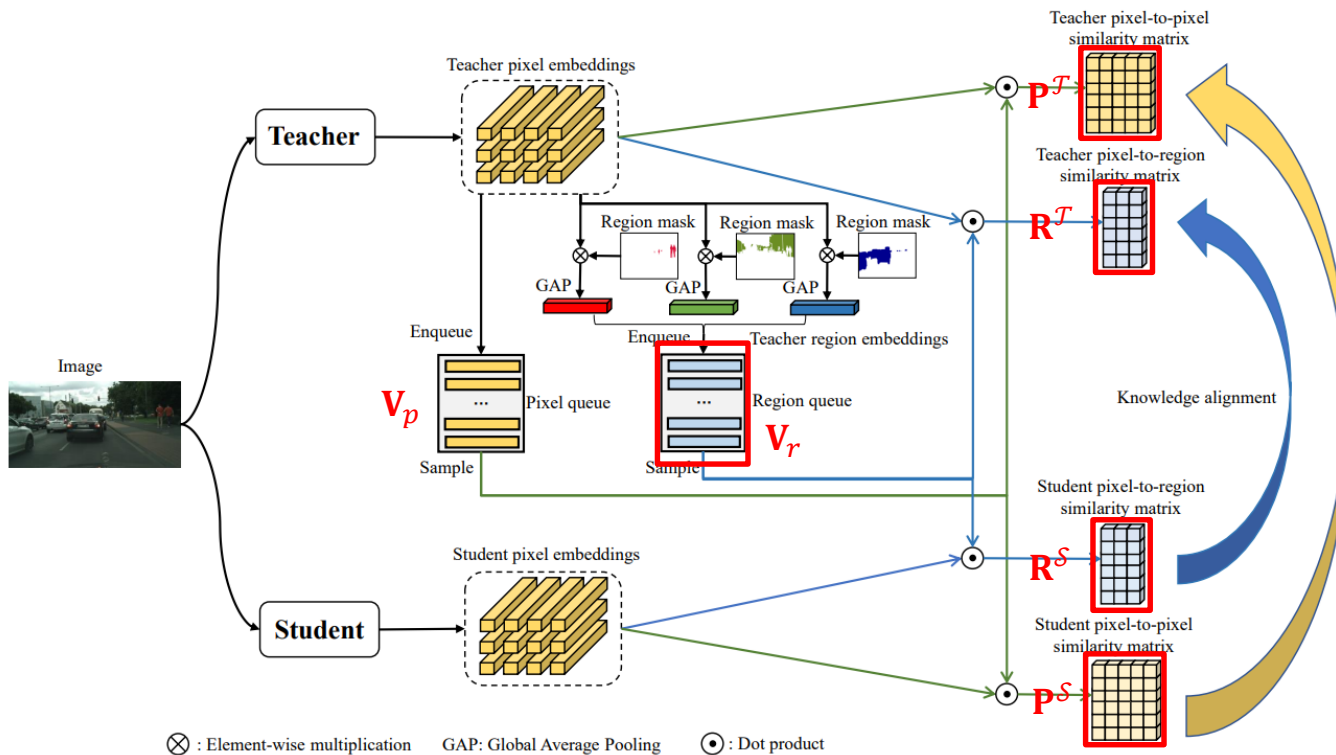 Teacher pixel-to-pixel
similarity matrix
Teacher pixel embeddings
P^𝒯
Teacher
Teacher pixel-to-region
similarity matrix
R^𝒯
Region mask
Region mask
Region mask
GAP
GAP
GAP
Enqueue
Enqueue
Teacher region embeddings
Image
V_p
...
Pixel queue
...
Region queue
V_r
Knowledge alignment
Sample
Sample
Student pixel-to-region
similarity matrix
Student pixel embeddings
R^𝒮
Student
Student pixel-to-pixel
similarity matrix
P^𝒮
⊗ : Element-wise multiplication GAP: Global Average Pooling ⊙ : Dot product